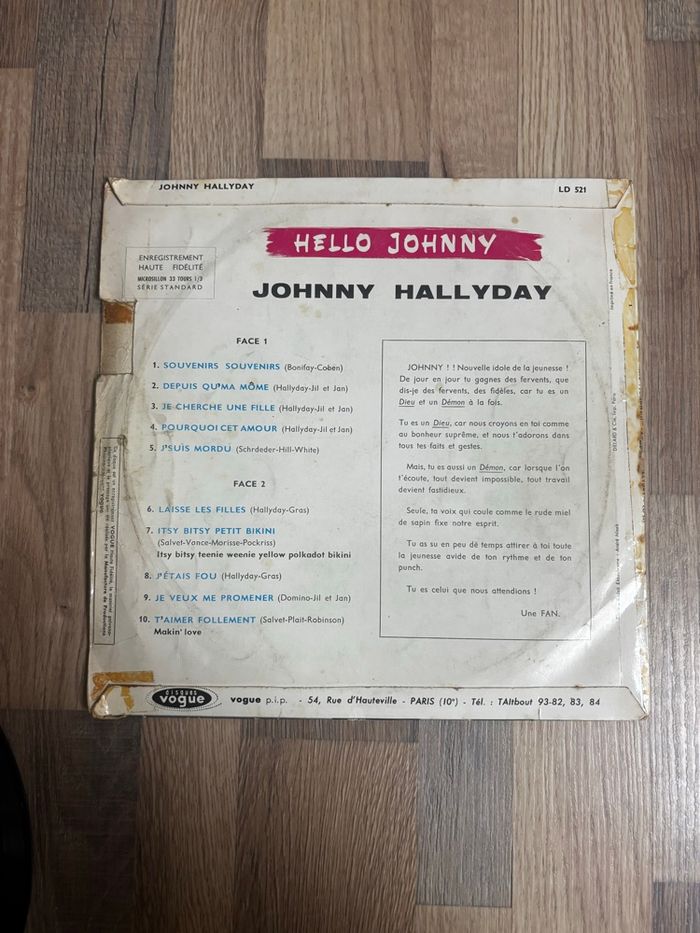 JOHNNY HALLYDAY
LD 521
HELLO JOHNNY
ENREGISTREMENT
HAUTE FIDÉLITÉ
MICROSILLON 33 TOURS 1/3
SÉRIE STANDARD
JOHNNY HALLYDAY
FACE 1
1. SOUVENIRS SOUVENIRS (Bonifay-Coben)
2. DEPUIS QU'MA MÔME (Hallyday-Jil et Jan)
3. JE CHERCHE UNE FILLE (Hallyday-Jil et Jan)
4. POURQUOI CET AMOUR (Hallyday-Jil et Jan)
5. J'SUIS MORDU (Schrdeder-Hill-White)
FACE 2
6. LAISSE LES FILLES (Hallyday-Gras)
7. ITSY BITSY PETIT BIKINI
(Salvet-Vance-Morisse-Pockriss)
Itsy bitsy teenie weenie yellow polkadot bikini
8. J'ÉTAIS FOU (Hallyday-Gras)
9. JE VEUX ME PROMENER (Domino-Jil et Jan)
10. T'AIMER FOLLEMENT (Salvet-Plait-Robinson)
Makin' love
JOHNNY ! ! Nouvelle idole de la jeunesse !
De jour en jour tu gagnes des fervents, que
dis-je des fervents, des fidèles, car tu es un
Dieu et un Démon à la fois.
Tu es un Dieu, car nous croyons en toi comme
au bonheur suprême, et nous t'adorons dans
tous tes faits et gestes.
Mais, tu es aussi un Démon, car lorsque l'on
t'écoute, tout devient impossible, tout travail
devient fastidieux.
Seule, ta voix qui coule comme le rude miel
de sapin fixe notre esprit.
Tu as su en peu de temps attirer à toi toute
la jeunesse avide de ton rythme et de ton
punch.
Tu es celui que nous attendions !
Une FAN.
Imprimé en France
disques
vogue
vogue p.i.p. - 54, Rue d'Hauteville - PARIS (10e) - Tél. : TAItbout 93-82, 83, 84